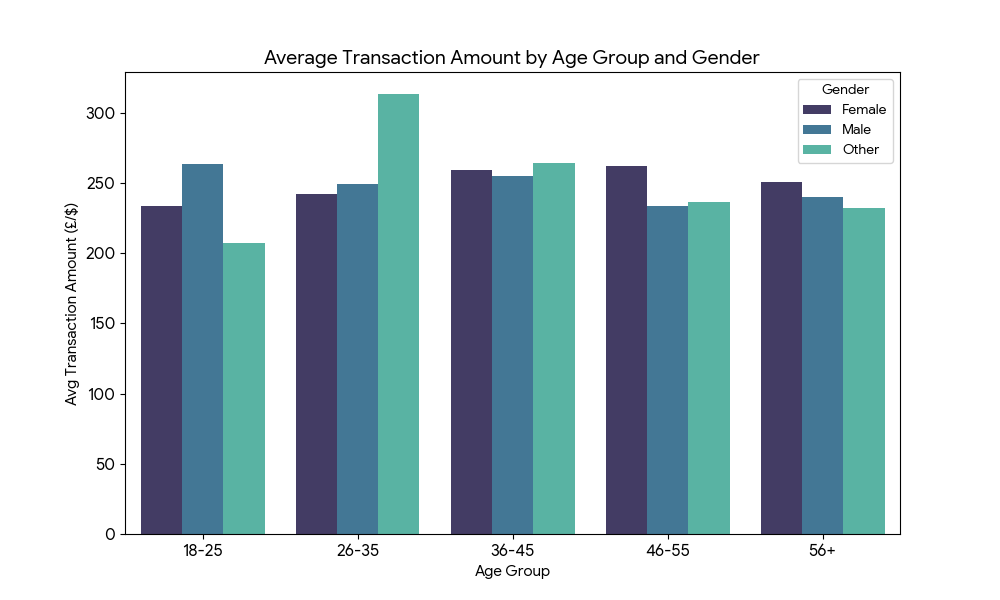 Average Transaction Amount by Age Group and Gender
Gender
Female
Male
Other
Avg Transaction Amount (£/$)
300
250
200
150
100
50
0
18-25 26-35 36-45 46-55 56+
Age Group